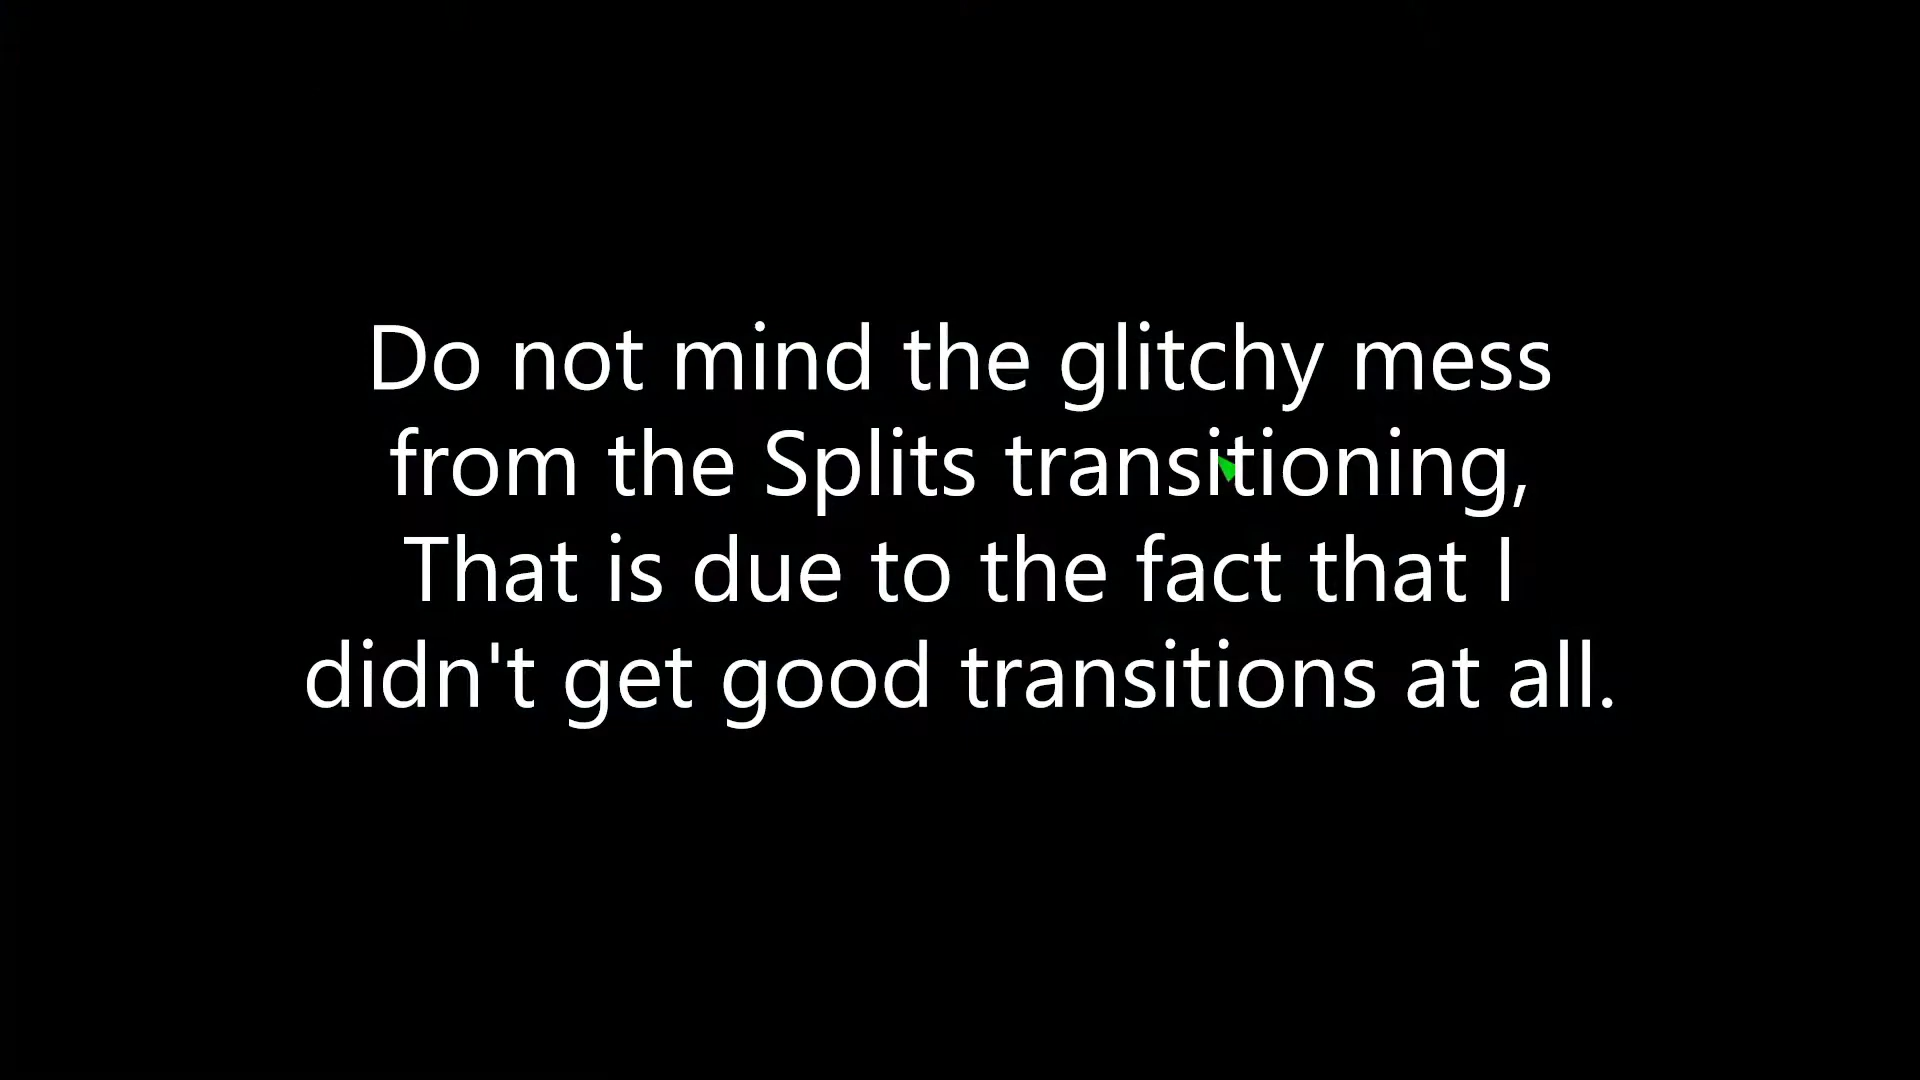 Do not mind the glitchy mess
from the Splits transitioning,
That is due to the fact that I
didn't get good transitions at all.